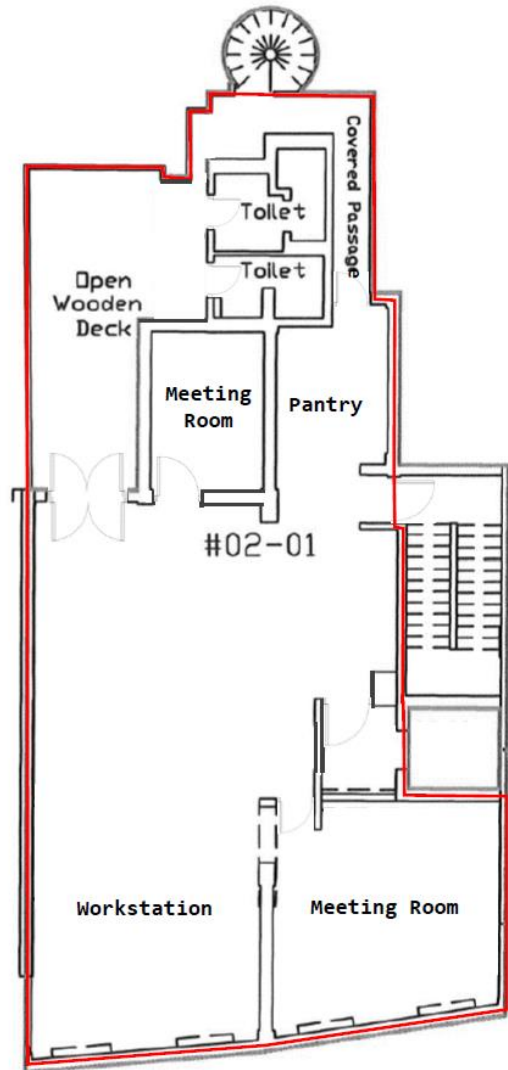 Covered Passage
Toilet
Toilet
Open
Wooden
Deck
Meeting
Room
Pantry
#02-01
Workstation
Meeting Room